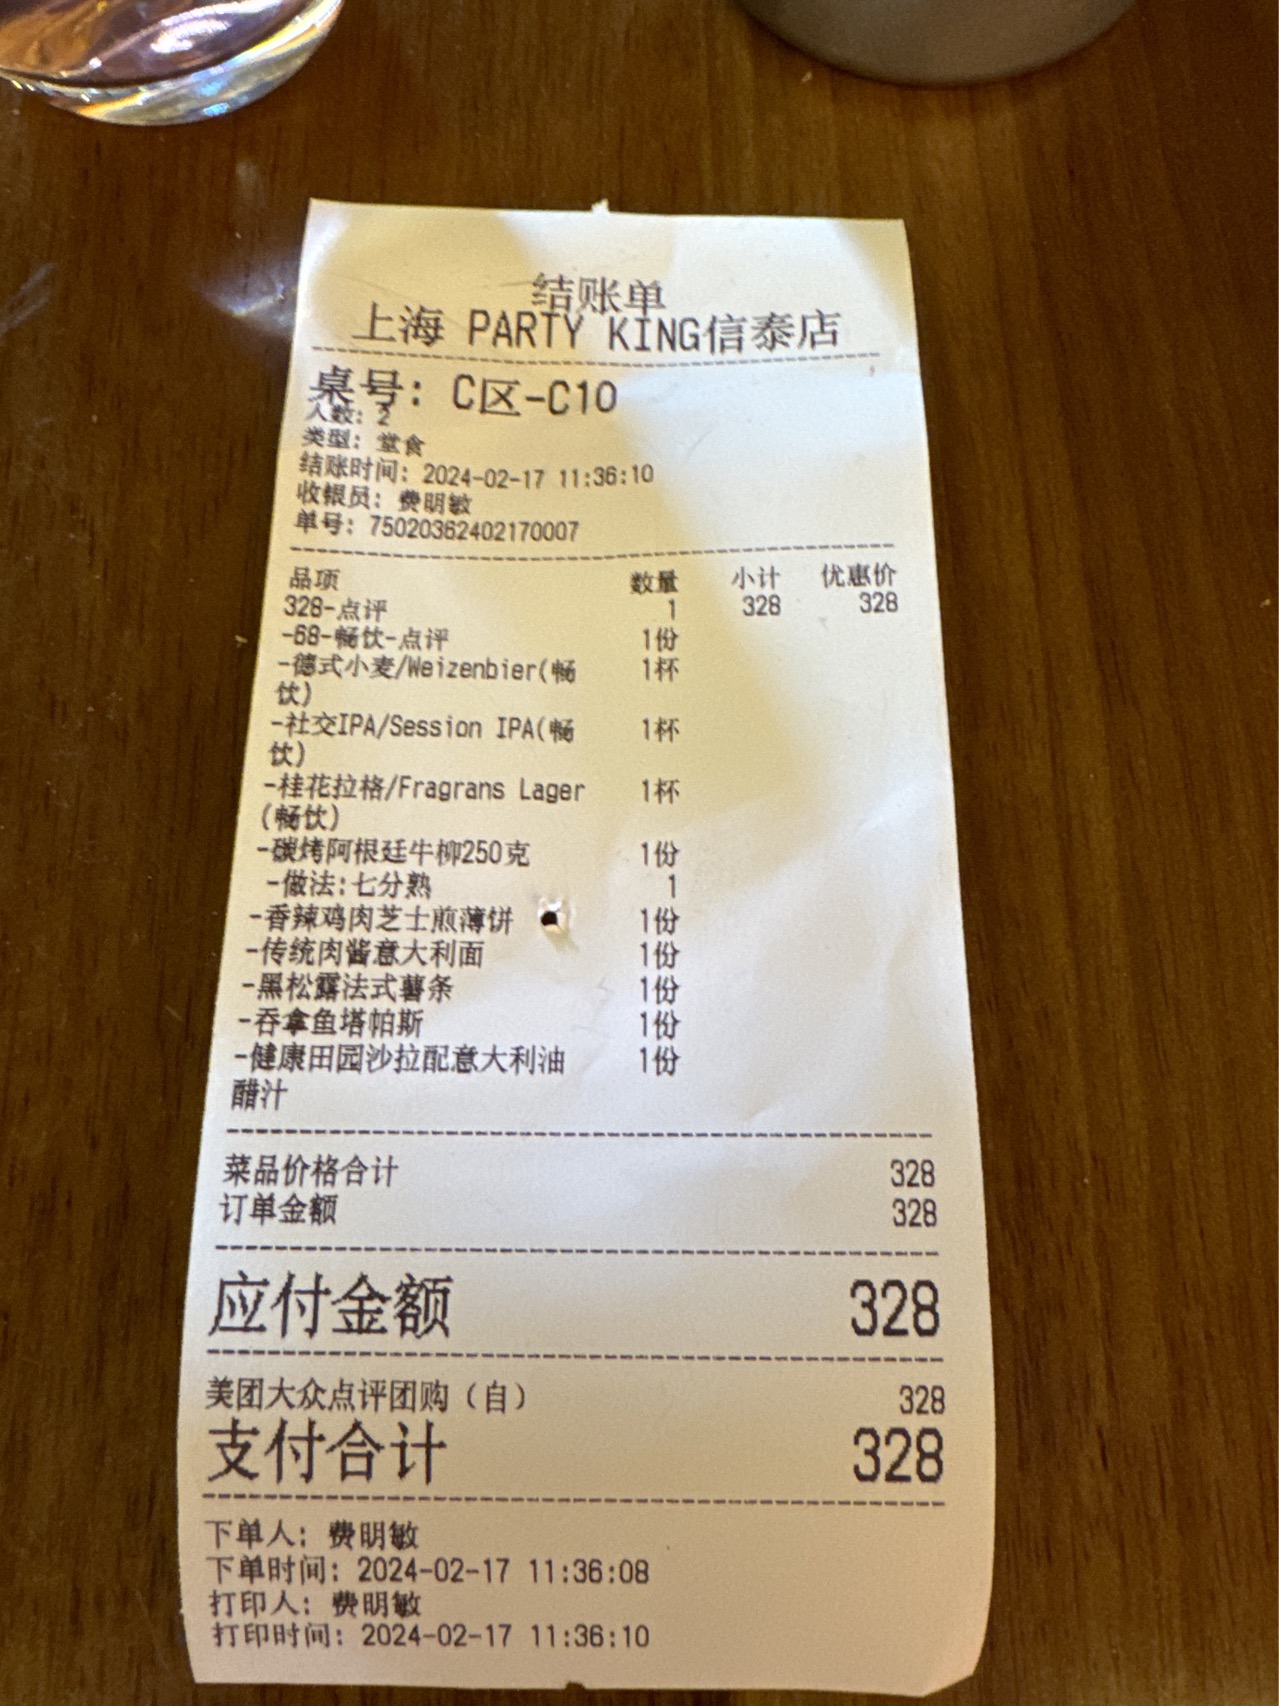 结账单
上海 PARTY KING信泰店
桌号: C区-C10
人数: 2
类型: 堂食
结账时间: 2024-02-17 11:36:10
收银员: 费明敏
单号: 75020362402170007
品项 数量 小计 优惠价
328-点评 1 328 328
-68-畅饮-点评 1份
-德式小麦/Weizenbier(畅 1杯
饮)
-社交IPA/Session IPA(畅 1杯
饮)
-桂花拉格/Fragrans Lager 1杯
(畅饮)
-碳烤阿根廷牛柳250克 1份
-做法:七分熟 1
-香辣鸡肉芝士煎薄饼 1份
-传统肉酱意大利面 1份
-黑松露法式薯条 1份
-吞拿鱼塔帕斯 1份
-健康田园沙拉配意大利油 1份
醋汁
菜品价格合计 328
订单金额 328
应付金额 328
美团大众点评团购（自） 328
支付合计 328
下单人: 费明敏
下单时间: 2024-02-17 11:36:08
打印人: 费明敏
打印时间: 2024-02-17 11:36:10